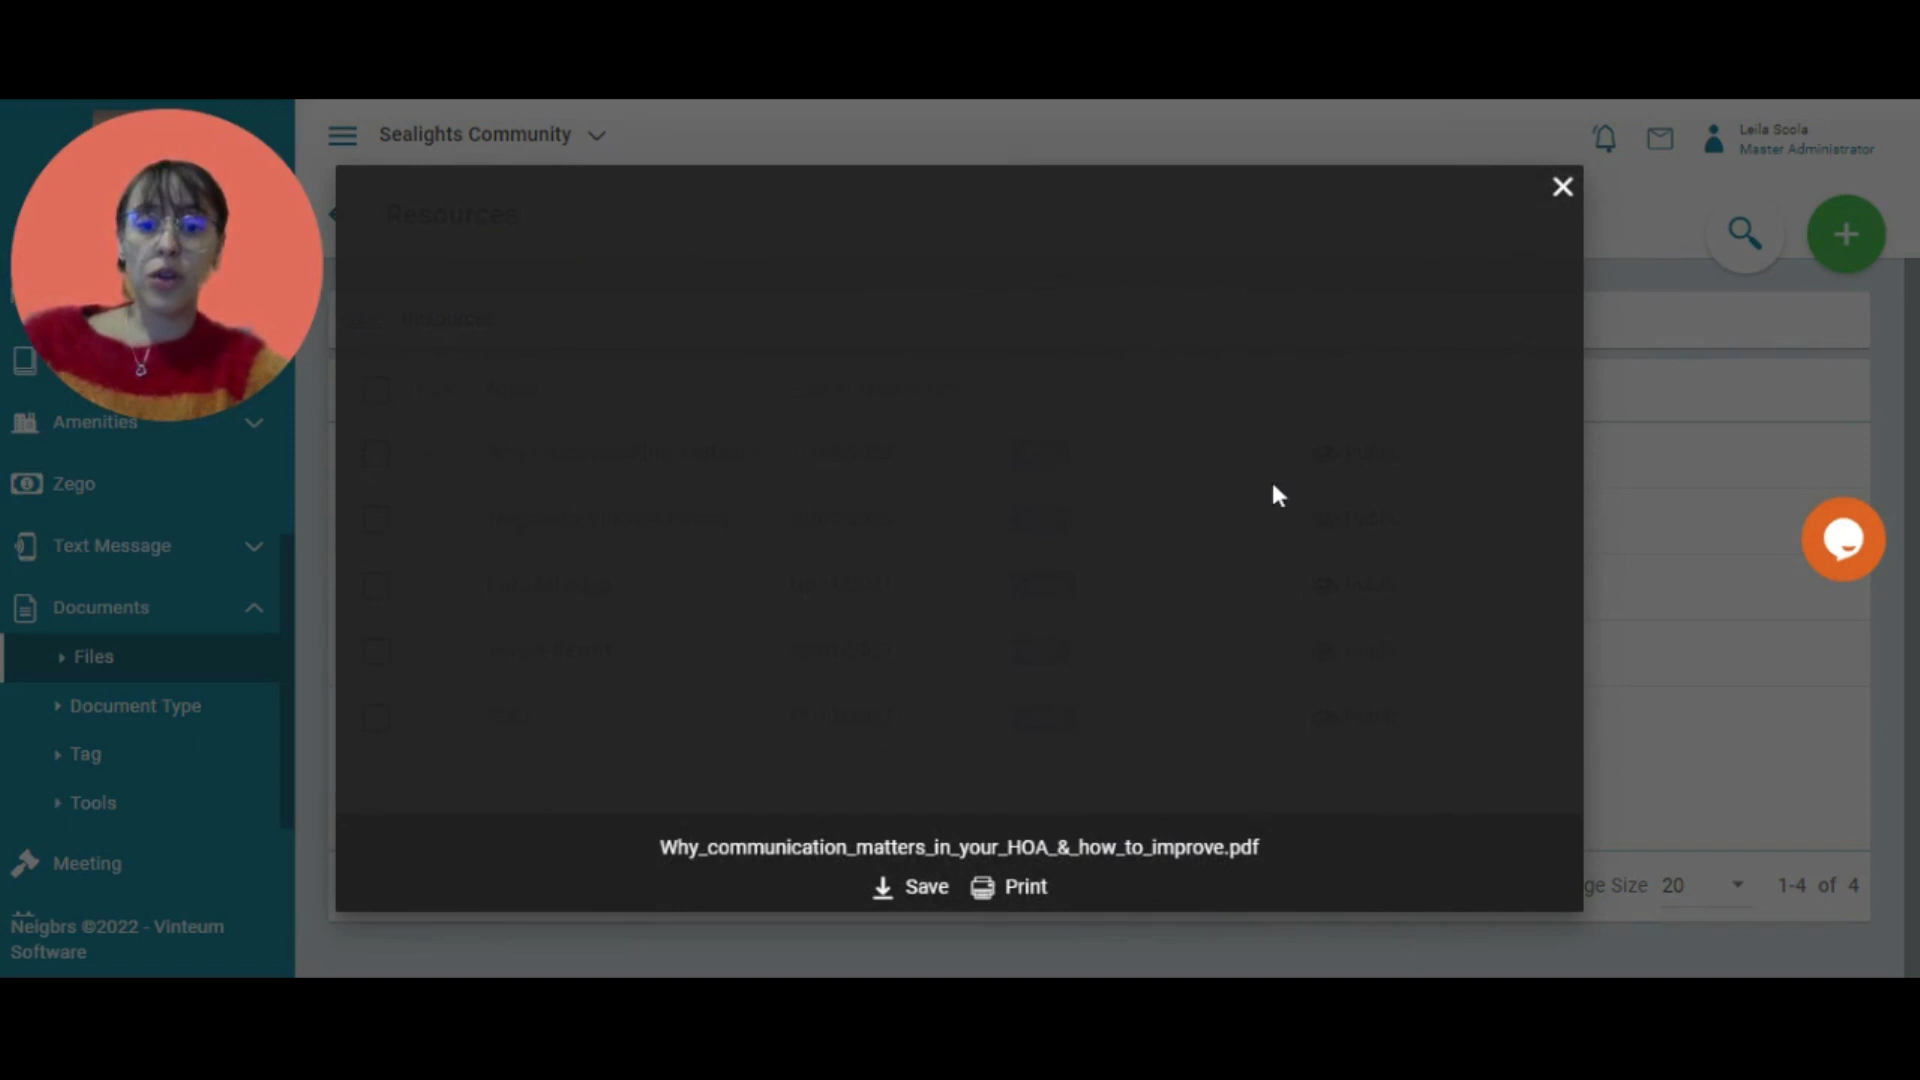 Sealights Community
Leila Scola
Master Administrator
Resources
Amenities
Zego
Text Message
Documents
Files
Document Type
Tag
Tools
Meeting
Neigbrs ©2022 - Vinteum
Software
Why_communication_matters_in_your_HOA_&_how_to_improve.pdf
Save
Print
ge Size 20
1-4 of 4